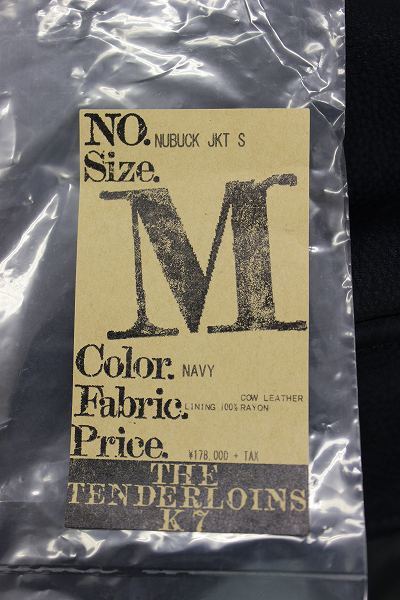 NO. NUBUCK JKT S
Size.
M
Color. NAVY
COW LEATHER
Fabric. LINING 100% RAYON
Price. ¥178,000 + TAX
THE
TENDERLOINS
K7